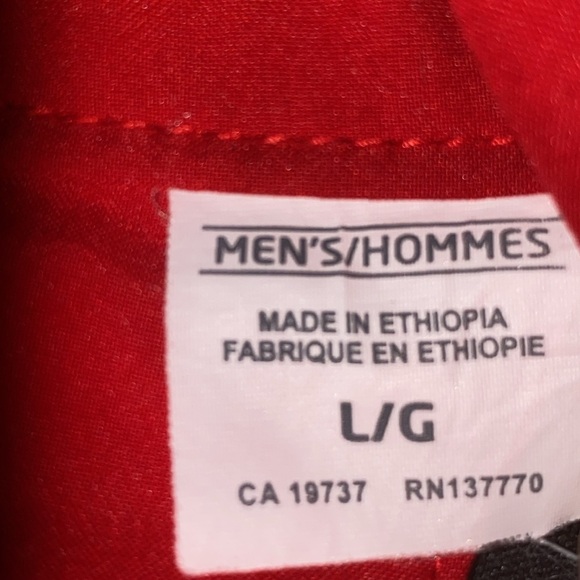 MEN'S/HOMMES
MADE IN ETHIOPIA
FABRIQUE EN ETHIOPIE
L/G
CA 19737 RN137770